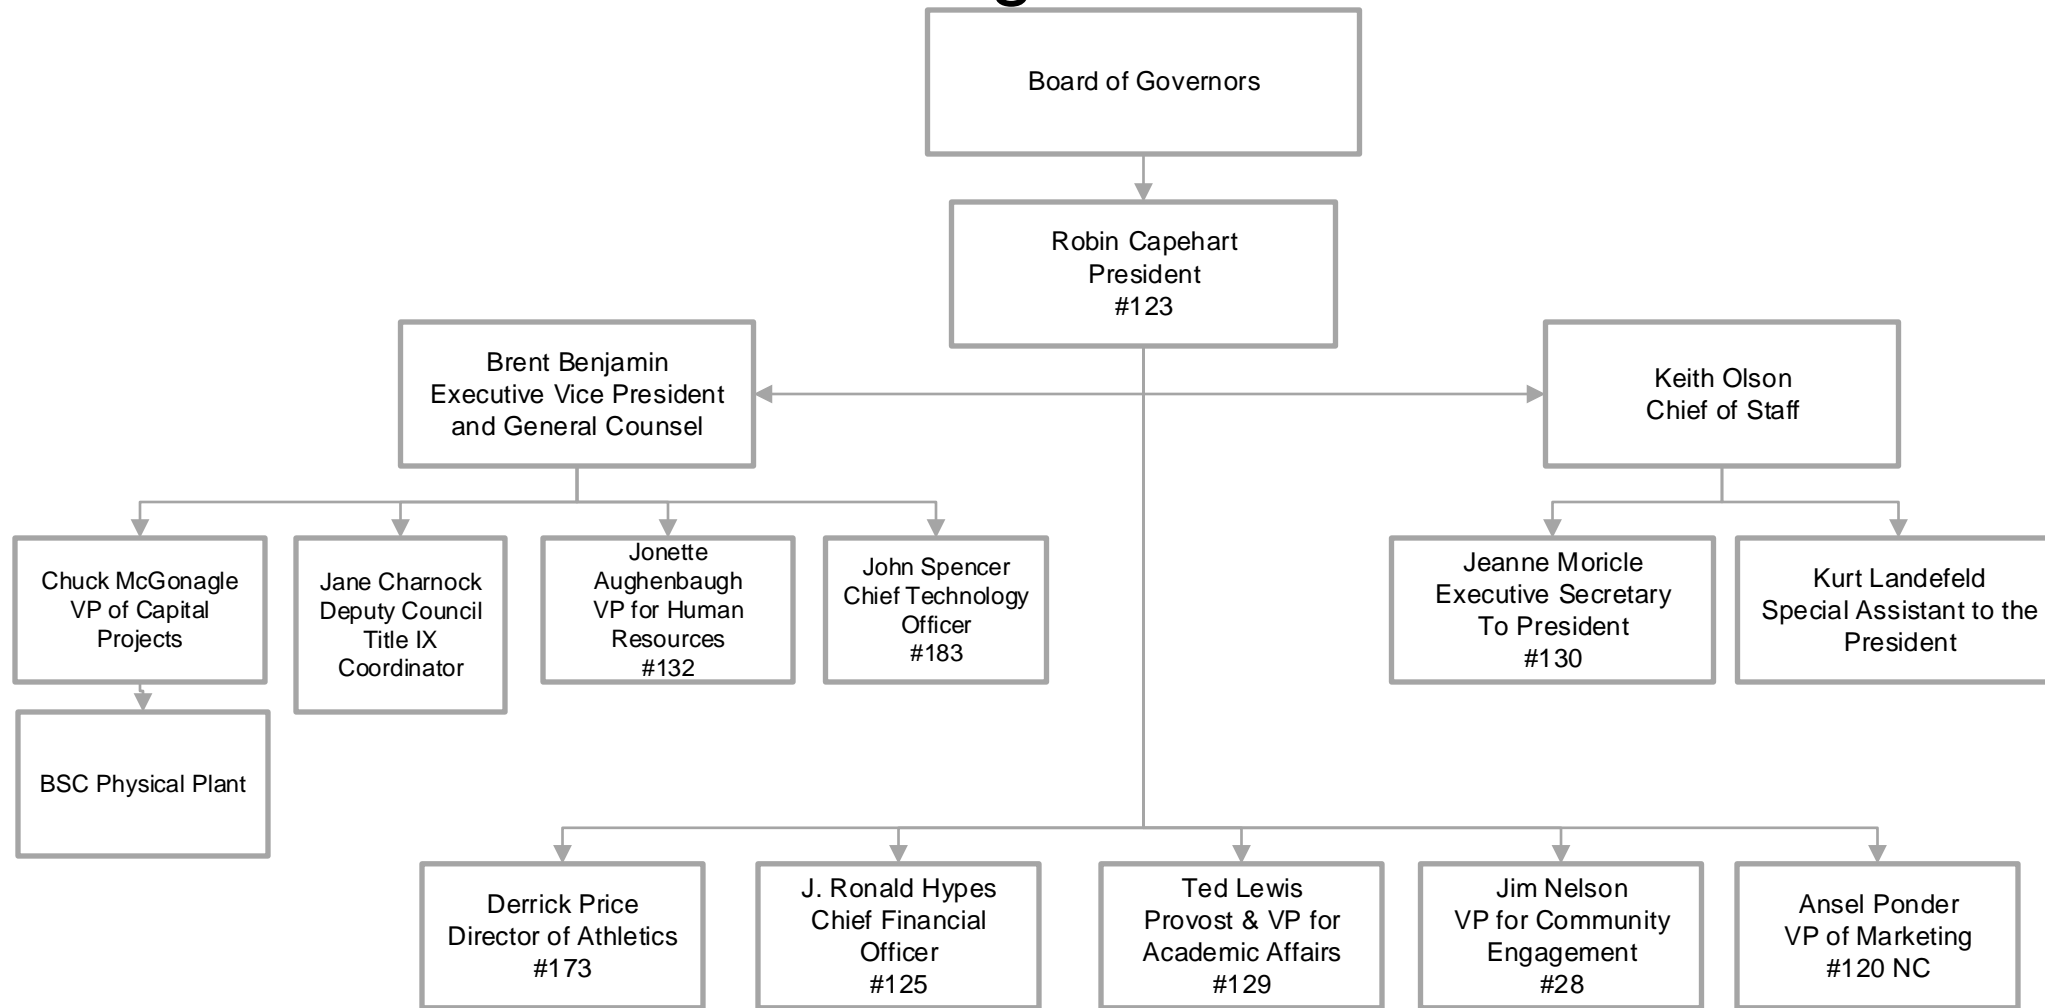 Board of Governors
Robin Capehart
President
#123
Brent Benjamin
Executive Vice President
and General Counsel
Keith Olson
Chief of Staff
Chuck McGonagle
VP of Capital
Projects
Jane Charnock
Deputy Council
Title IX
Coordinator
Jonette
Aughenbaugh
VP for Human
Resources
#132
John Spencer
Chief Technology
Officer
#183
Jeanne Moricle
Executive Secretary
To President
#130
Kurt Landefeld
Special Assistant to the
President
BSC Physical Plant
Derrick Price
Director of Athletics
#173
J. Ronald Hypes
Chief Financial
Officer
#125
Ted Lewis
Provost & VP for
Academic Affairs
#129
Jim Nelson
VP for Community
Engagement
#28
Ansel Ponder
VP of Marketing
#120 NC